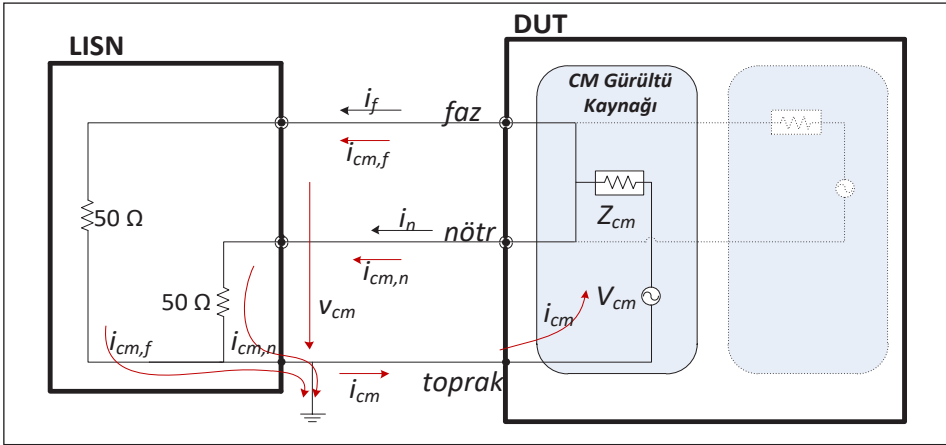 LISN
DUT
CM Gürültü
Kaynağı
i_f
faz
i_cm,f
Z_cm
50 Ω
i_n
nötr
i_cm,n
50 Ω
v_cm
V_cm
i_cm
i_cm,f
i_cm,n
i_cm
toprak